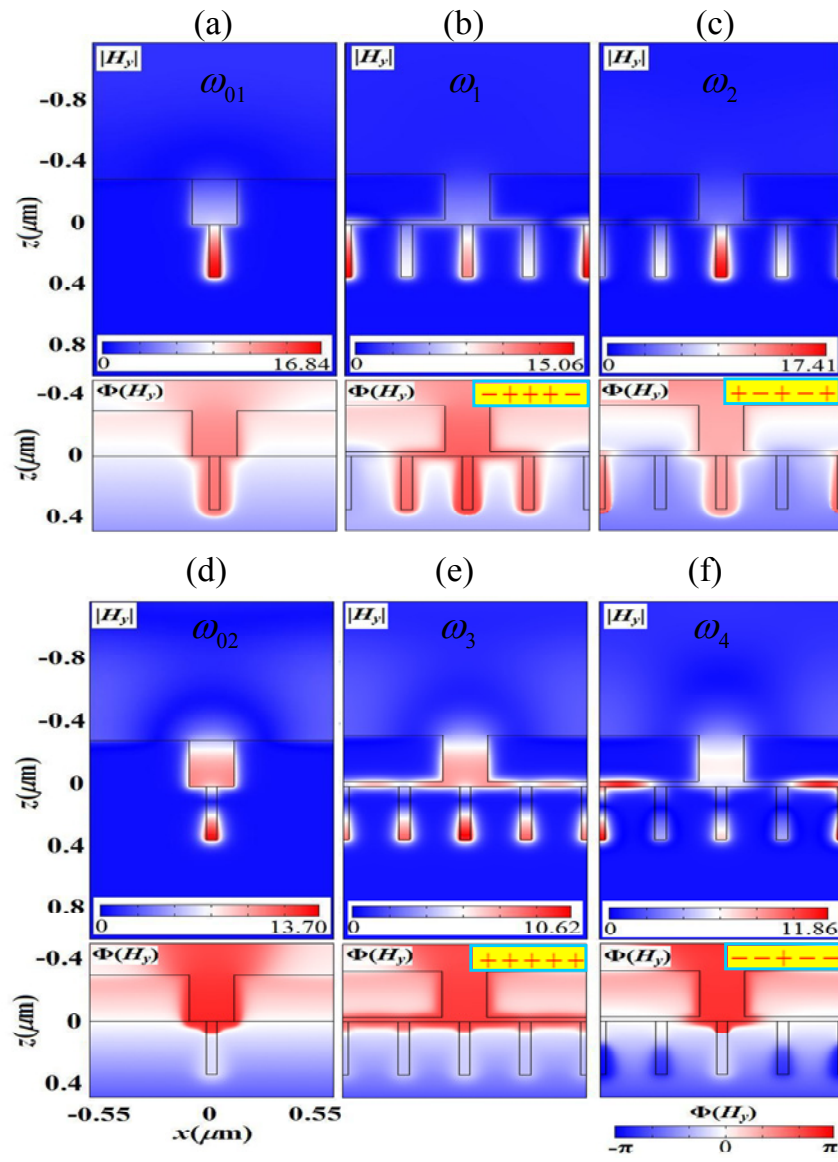 (a) (b) (c)
|Hy| |Hy| |Hy|
ω01 ω1 ω2
-0.8
-0.4
0
0.4
0.8
z(μm)
0 16.84 0 15.06 0 17.41
Φ(Hy) Φ(Hy) Φ(Hy)
- + + + - + - + - +
-0.4
0
0.4
z(μm)
(d) (e) (f)
|Hy| |Hy| |Hy|
ω02 ω3 ω4
-0.8
-0.4
0
0.4
0.8
z(μm)
0 13.70 0 10.62 0 11.86
Φ(Hy) Φ(Hy) Φ(Hy)
+ + + + + - - + - -
-0.4
0
0.4
z(μm)
-0.55 0 0.55
x(μm)
Φ(Hy)
-π 0 π